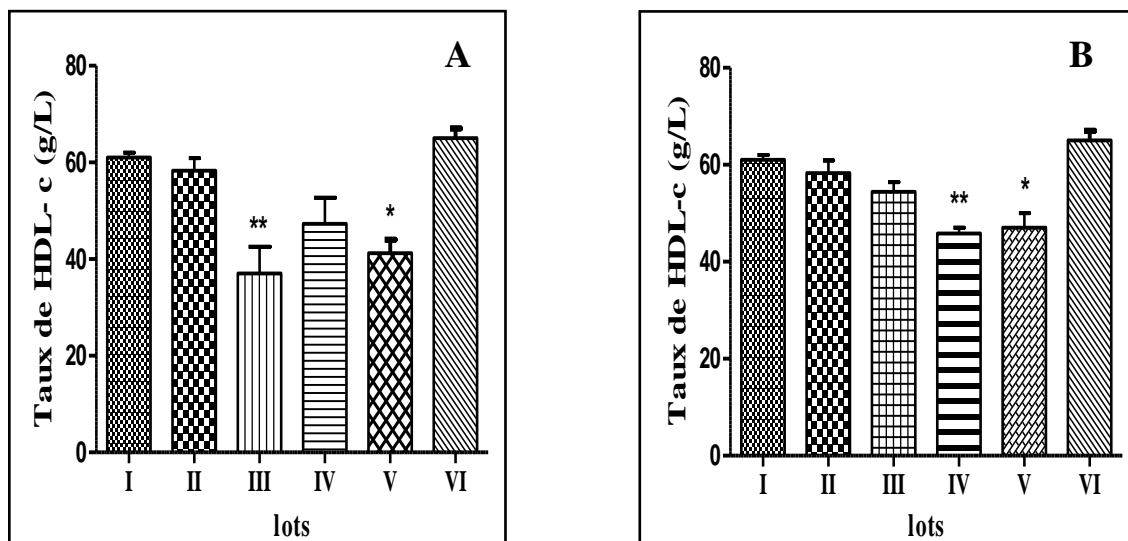 A
Taux de HDL- c (g/L)
80
60
40
20
0
** *
I II III IV V VI
lots
B
Taux de HDL-c (g/L)
80
60
40
20
0
** *
I II III IV V VI
lots